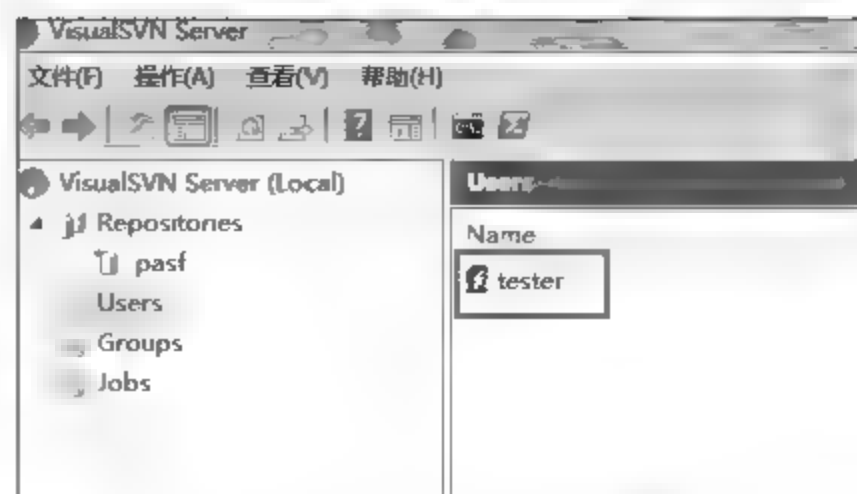 VisualSVN Server
文件(F) 操作(A) 查看(V) 帮助(H)
VisualSVN Server (Local)
Repositories
pasf
Users
Groups
Jobs
Users
Name
tester